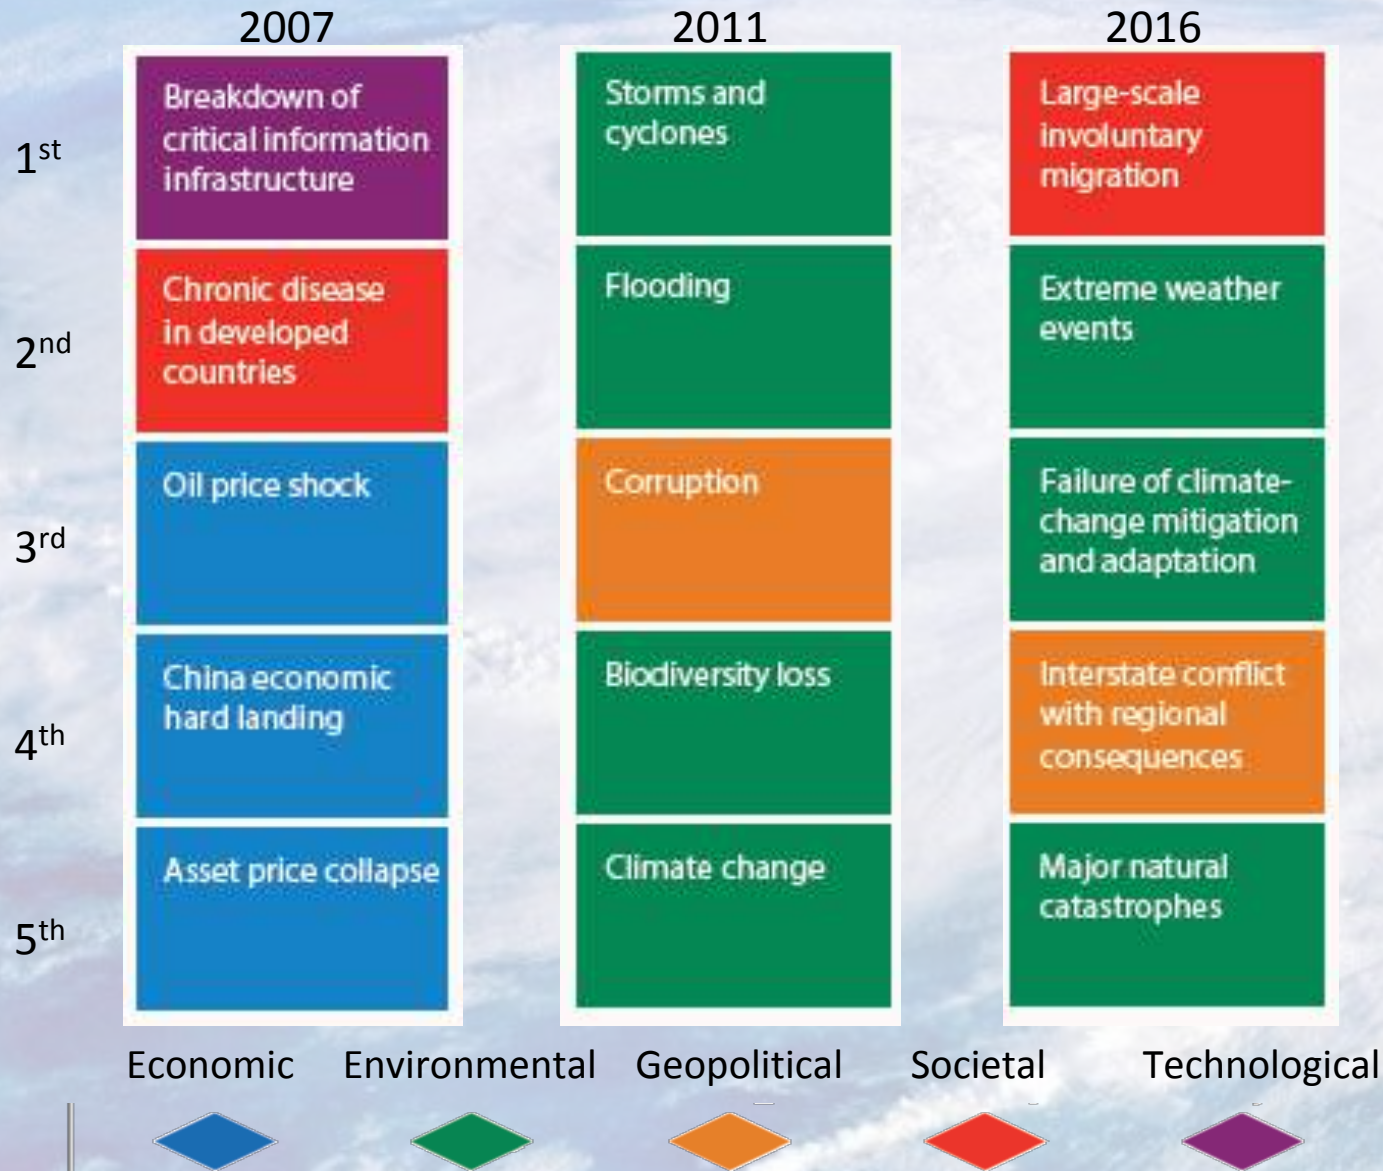 2007
2011
2016
1st
2nd
3rd
4th
5th
Breakdown of
critical information
infrastructure
Chronic disease
in developed
countries
Oil price shock
China economic
hard landing
Asset price collapse
Storms and
cyclones
Flooding
Corruption
Biodiversity loss
Climate change
Large-scale
involuntary
migration
Extreme weather
events
Failure of climate-
change mitigation
and adaptation
Interstate conflict
with regional
consequences
Major natural
catastrophes
Economic
Environmental
Geopolitical
Societal
Technological